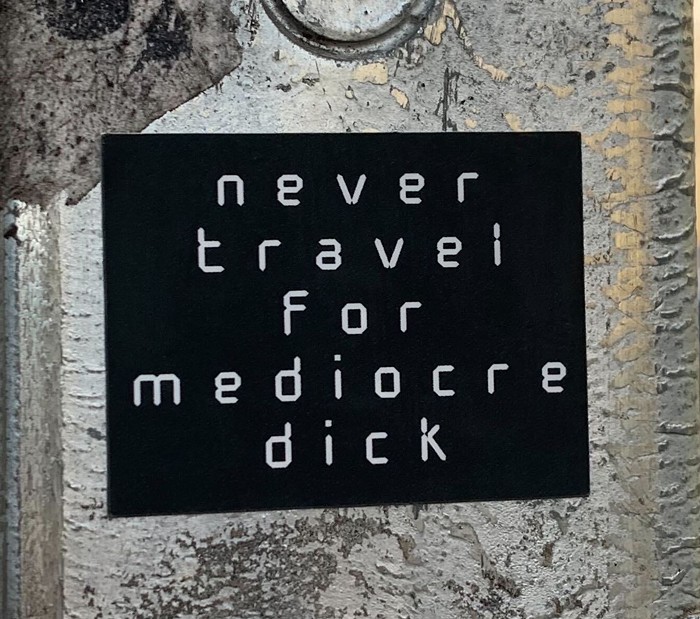 never
travel
for
mediocre
dick